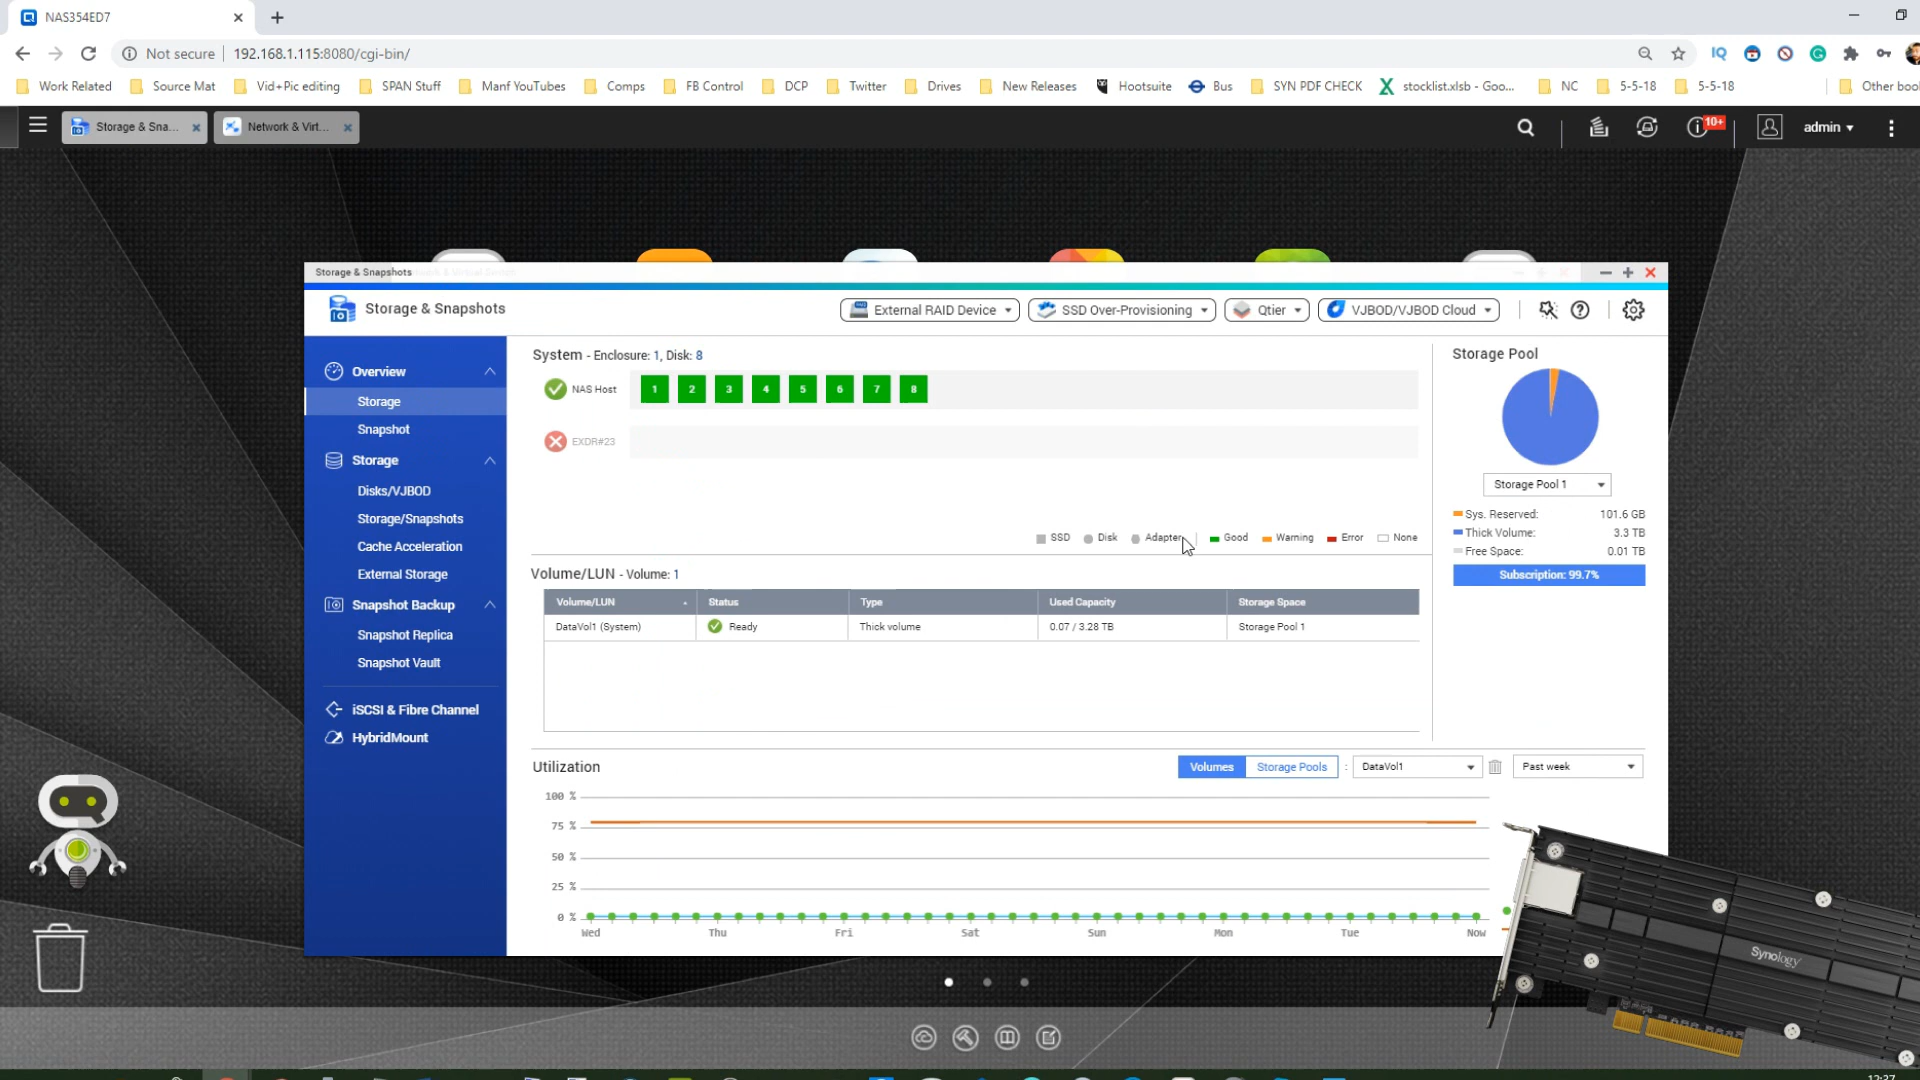 NAS354ED7
Not secure
192.168.1.115:8080/cgi-bin/
Work Related
Source Mat
Vid+Pic editing
SPAN Stuff
Manf YouTubes
Comps
FB Control
DCP
Twitter
Drives
New Releases
Hootsuite
Bus
SYN PDF CHECK
stocklist.xlsb - Goo...
NC
5-5-18
5-5-18
Other boo
Storage & Sna...
Network & Virt...
10+
admin
Storage & Snapshots
Storage & Snapshots
External RAID Device
SSD Over-Provisioning
Qtier
VJBOD/VJBOD Cloud
Overview
Storage
Snapshot
Storage
Disks/VJBOD
Storage/Snapshots
Cache Acceleration
External Storage
Snapshot Backup
Snapshot Replica
Snapshot Vault
iSCSI & Fibre Channel
HybridMount
System - Enclosure: 1, Disk: 8
NAS Host
1 2 3 4 5 6 7 8
EXDR#23
SSD Disk Adapter Good Warning Error None
Volume/LUN - Volume: 1
Volume/LUN Status Type Used Capacity Storage Space
DataVol1 (System) Ready Thick volume 0.07 / 3.28 TB Storage Pool 1
Storage Pool
Storage Pool 1
Sys. Reserved: 101.6 GB
Thick Volume: 3.3 TB
Free Space: 0.01 TB
Subscription: 99.7%
Utilization
Volumes
Storage Pools
:
DataVol1
Past week
100 %
75 %
50 %
25 %
0 %
Wed Thu Fri Sat Sun Mon Tue Now
Synology